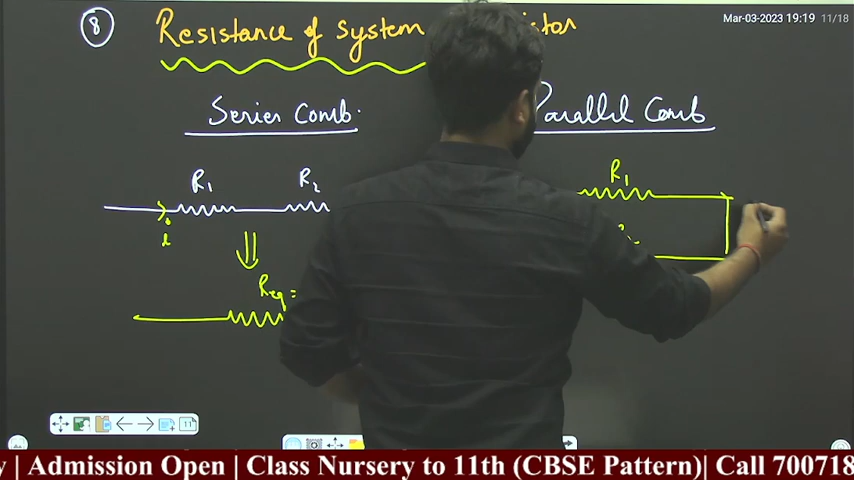 8
Resistance of system
Series Comb.
Parallel Comb
R1
R2
i
Req =
R1
Mar-03-2023 19:19 11/18
11
| Admission Open | Class Nursery to 11th (CBSE Pattern)| Call 700718